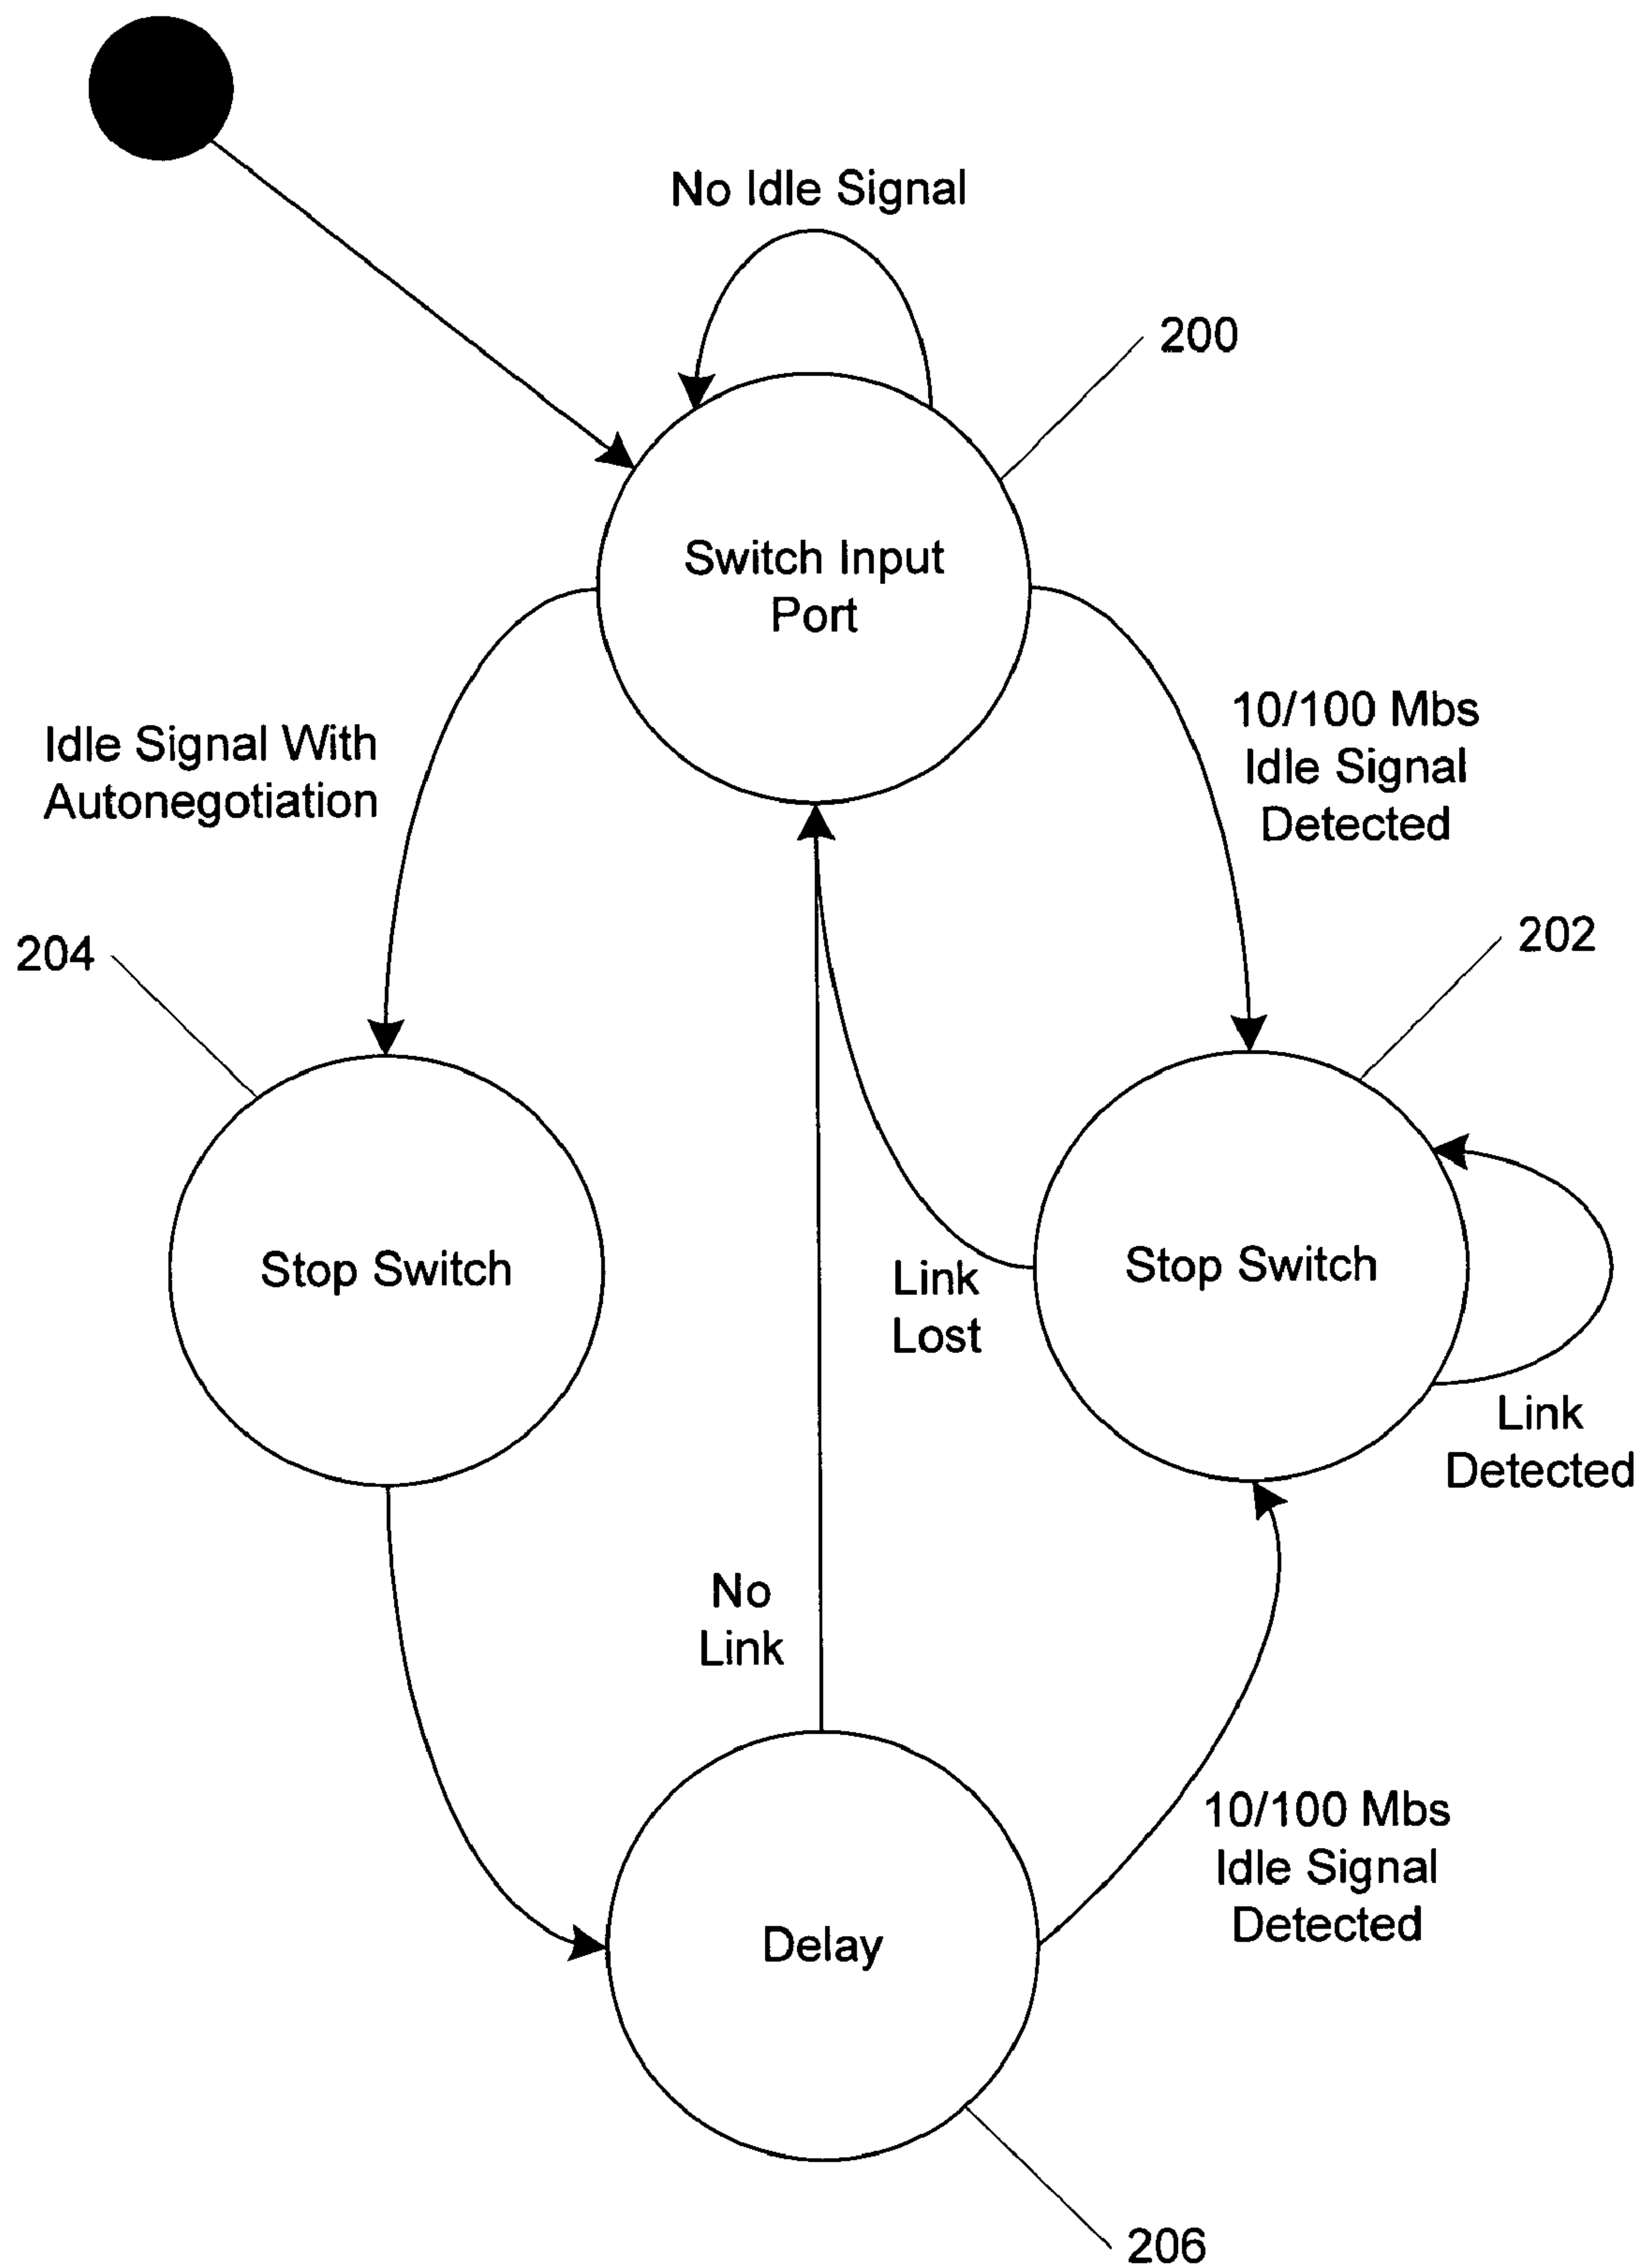 No Idle Signal
200
Switch Input
Port
Idle Signal With
Autonegotiation
10/100 Mbs
Idle Signal
Detected
204
202
Stop Switch
Link
Lost
Stop Switch
Link
Detected
No
Link
10/100 Mbs
Idle Signal
Detected
Delay
206